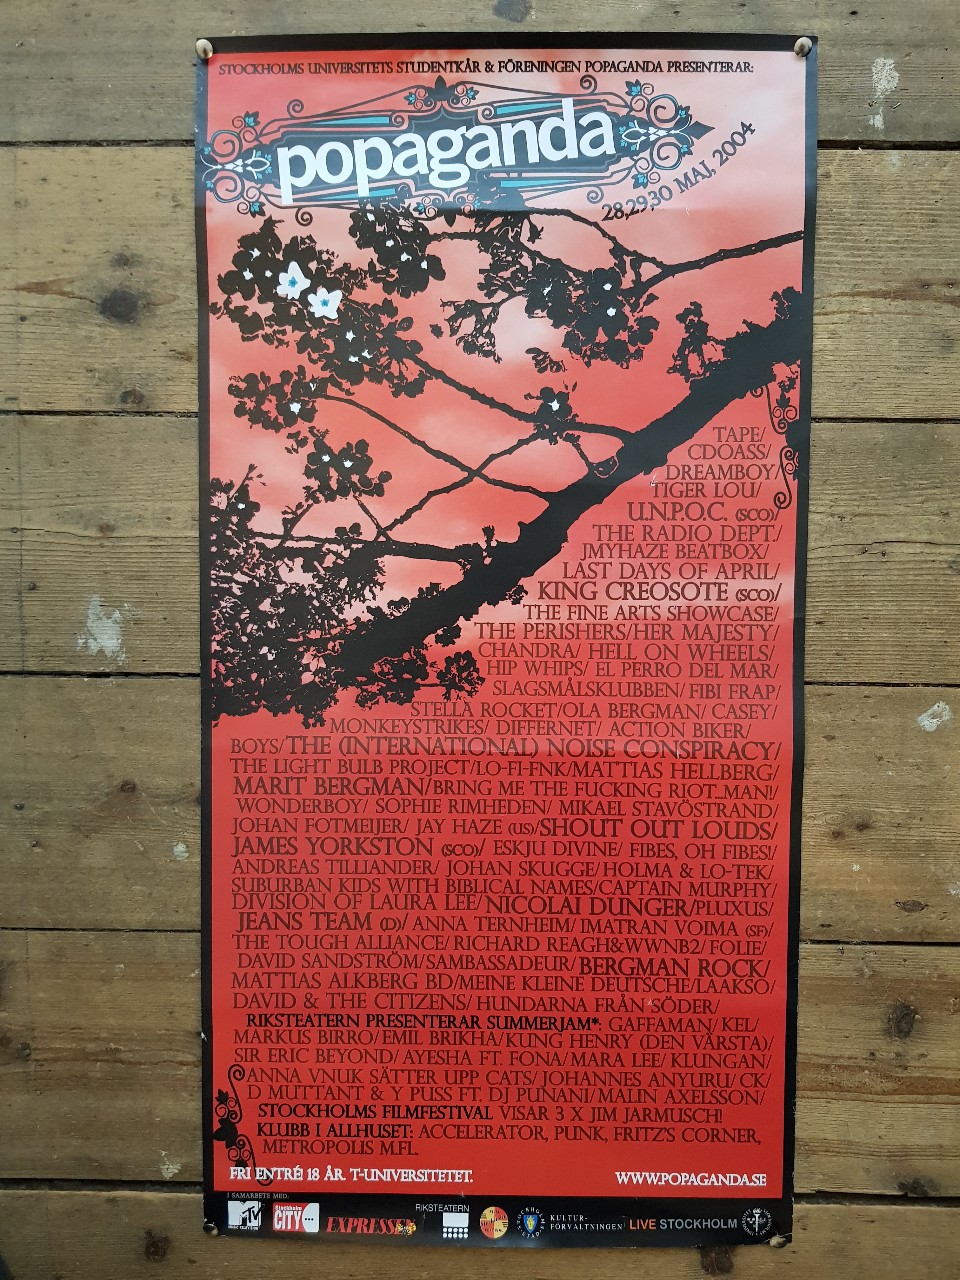 STOCKHOLMS UNIVERSITETS STUDENTKÅR & FÖRENINGEN POPAGANDA PRESENTERAR:
popaganda
28,29,30 MAJ, 2004
TAPE/
CDOASS/
DREAMBOY/
TIGER LOU/
U.N.P.O.C. (SCO)/
THE RADIO DEPT./
JMYHAZE BEATBOX/
LAST DAYS OF APRIL/
KING CREOSOTE (SCO)/
THE FINE ARTS SHOWCASE/
THE PERISHERS/HER MAJESTY/
CHANDRA/ HELL ON WHEELS/
HIP WHIPS/ EL PERRO DEL MAR/
SLAGSMÅLSKLUBBEN/ FIBI FRAP/
STELLA ROCKET/OLA BERGMAN/ CASEY/
MONKEYSTRIKES/ DIFFERNET/ ACTION BIKER/
BOYS/THE (INTERNATIONAL) NOISE CONSPIRACY/
THE LIGHT BULB PROJECT/LO-FI-FNK/MATTIAS HELLBERG/
MARIT BERGMAN/BRING ME THE FUCKING RIOT...MAN!/
WONDERBOY/ SOPHIE RIMHEDEN/ MIKAEL STAVÖSTRAND/
JOHAN FOTMEIJER/ JAY HAZE (US)/SHOUT OUT LOUDS/
JAMES YORKSTON (SCO)/ ESKJU DIVINE/ FIBES, OH FIBES!/
ANDREAS TILLIANDER/ JOHAN SKUGGE/HOLMA & LO-TEK/
SUBURBAN KIDS WITH BIBLICAL NAMES/CAPTAIN MURPHY/
DIVISION OF LAURA LEE/NICOLAI DUNGER/PLUXUS/
JEANS TEAM (D)/ ANNA TERNHEIM/ IMATRAN VOIMA (SF)/
THE TOUGH ALLIANCE/RICHARD REAGH&WWNB2/ FOLIE/
DAVID SANDSTRÖM/SAMBASSADEUR/ BERGMAN ROCK/
MATTIAS ALKBERG BD/MEINE KLEINE DEUTSCHE/LAAKSO/
DAVID & THE CITIZENS/HUNDARNA FRÅN SÖDER/
RIKSTEATERN PRESENTERAR SUMMERJAM*: GAFFAMAN/KEL/
MARKUS BIRRO/EMIL BRIKHA/KUNG HENRY (DEN VÄRSTA)/
SIR ERIC BEYOND/ AYESHA FT. FONA/MARA LEE/ KLUNGAN/
ANNA VNUK SÄTTER UPP CATS/JOHANNES ANYURU/CK/
D MUTTANT & Y PUSS FT. DJ PUNANI/MALIN AXELSSON/
STOCKHOLMS FILMFESTIVAL VISAR 3 X JIM JARMUSCH!
KLUBB I ALLHUSET: ACCELERATOR, PUNK, FRITZ'S CORNER,
METROPOLIS M.FL.
FRI ENTRÉ! 18 ÅR. T-UNIVERSITETET. WWW.POPAGANDA.SE
I SAMARBETE MED:
MTV MUSIC TELEVISION
Stockholm CITY
EXPRESSEN
RIKSTEATERN
STOCKHOLMS STAD
KULTUR-
FÖRVALTNINGEN
LIVE STOCKHOLM